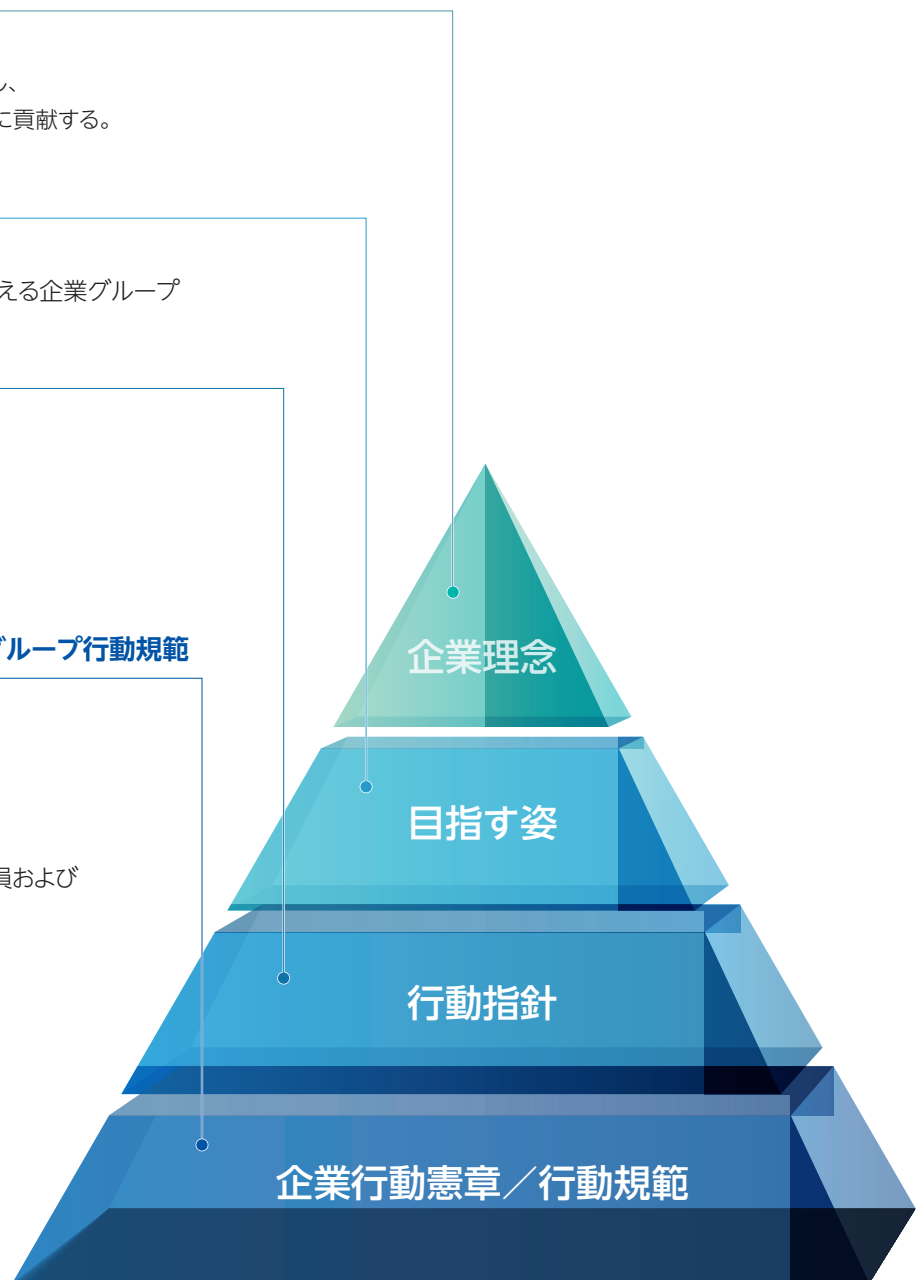 し、
に貢献する。
える企業グループ
グループ行動規範
員および
企業理念
目指す姿
行動指針
企業行動憲章／行動規範